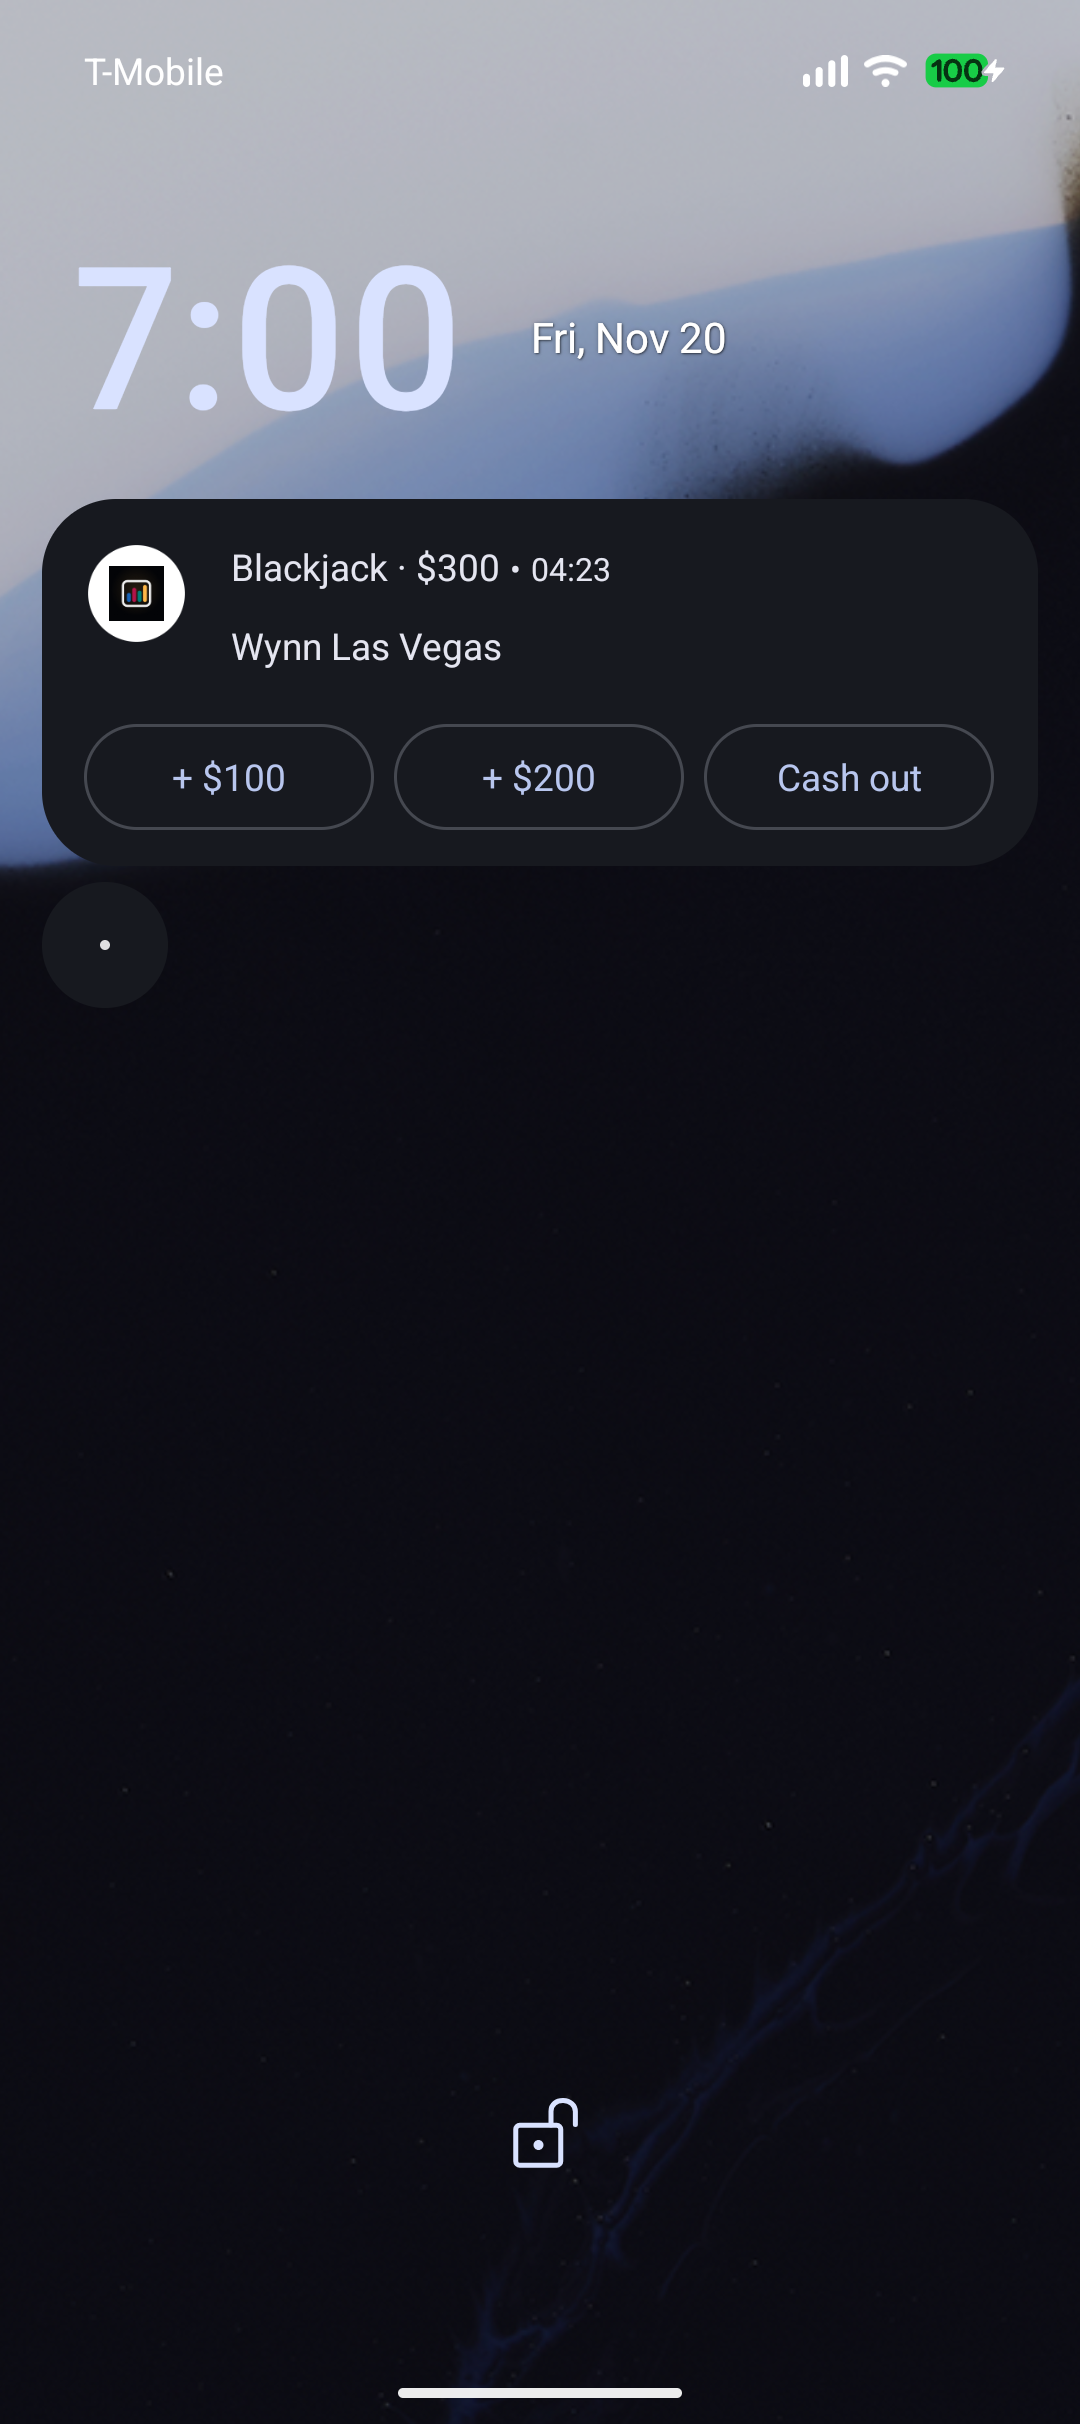 T-Mobile
100
7:00
Fri, Nov 20
Blackjack · $300 • 04:23
Wynn Las Vegas
+ $100
+ $200
Cash out